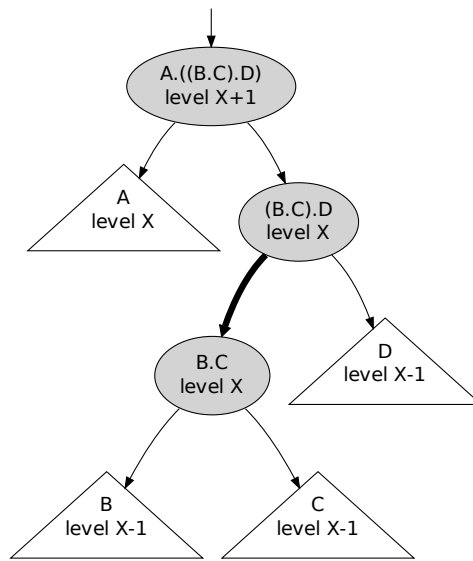 A.((B.C).D)
level X+1
A
level X
(B.C).D
level X
B.C
level X
D
level X-1
B
level X-1
C
level X-1